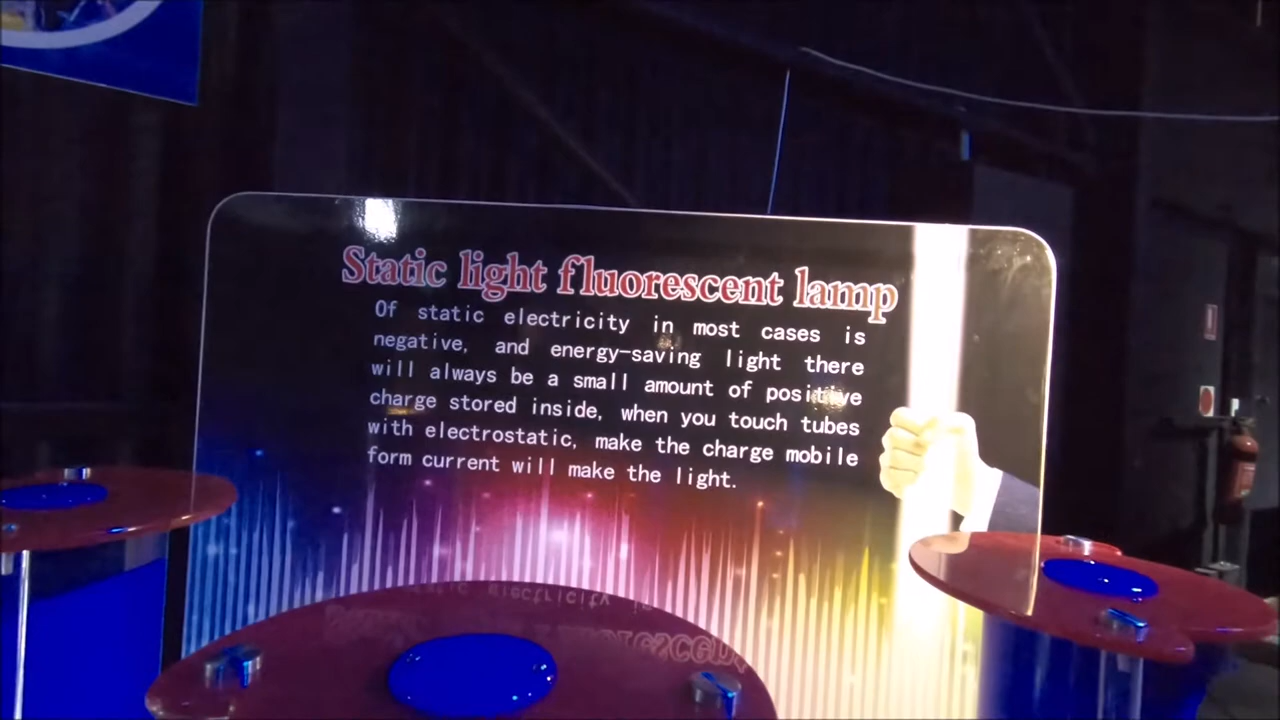 Static light fluorescent lamp
Of static electricity in most cases is
negative, and energy-saving light there
will always be a small amount of positive
charge stored inside, when you touch tubes
with electrostatic, make the charge mobile
form current will make the light.